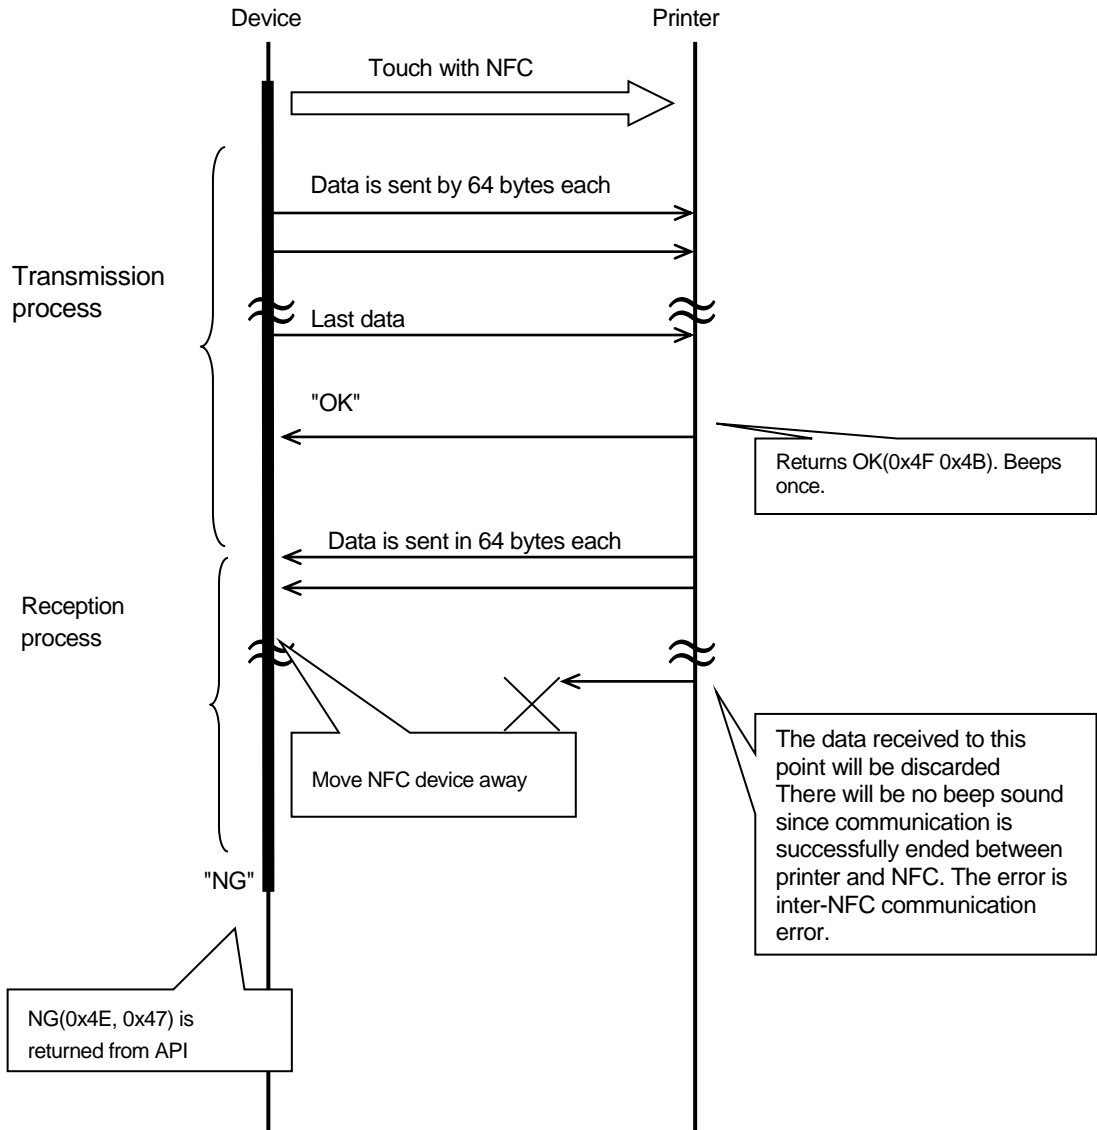 Device
Printer
Touch with NFC
Data is sent by 64 bytes each
Transmission
process
Last data
"OK"
Returns OK(0x4F 0x4B). Beeps
once.
Data is sent in 64 bytes each
Reception
process
Move NFC device away
The data received to this
point will be discarded
There will be no beep sound
since communication is
successfully ended between
printer and NFC. The error is
inter-NFC communication
error.
"NG"
NG(0x4E, 0x47) is
returned from API